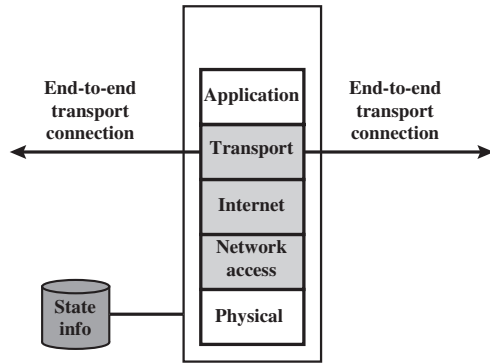 End-to-end
transport
connection
Application
Transport
Internet
Network
access
Physical
End-to-end
transport
connection
State
info